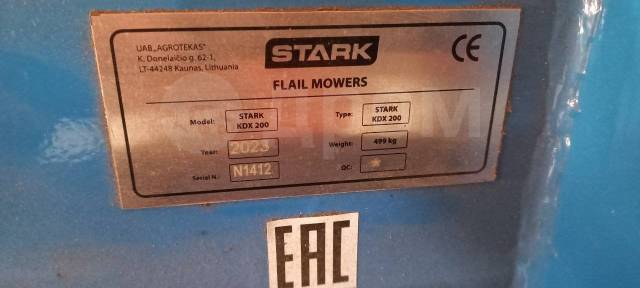 UAB „AGROTEKAS"
K. Donelaičio g. 62-1,
LT-44248 Kaunas, Lithuania
STARK
CE
FLAIL MOWERS
Model: STARK KDX 200
Type: STARK KDX 200
Year: 2023
Weight: 499 kg
Serial N.: N1412
QC: *
EAC